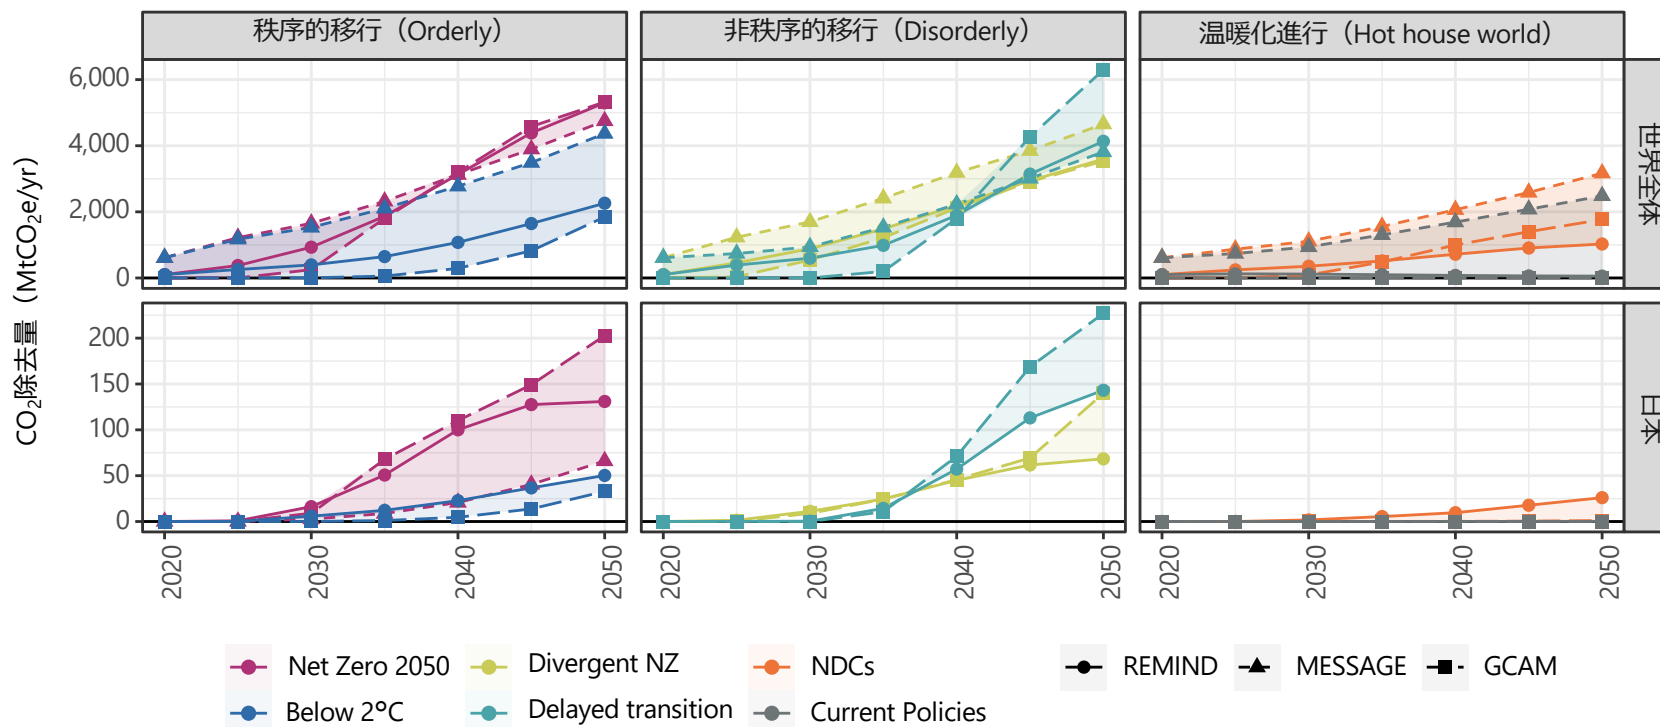 秩序的移行（Orderly）
非秩序的移行（Disorderly）
温暖化進行（Hot house world）
CO₂除去量（MtCO₂e/yr）
6,000
4,000
2,000
0
世界全体
200
150
100
50
0
日本
2020
2030
2040
2050
2020
2030
2040
2050
2020
2030
2040
2050
Net Zero 2050
Divergent NZ
NDCs
REMIND
MESSAGE
GCAM
Below 2°C
Delayed transition
Current Policies